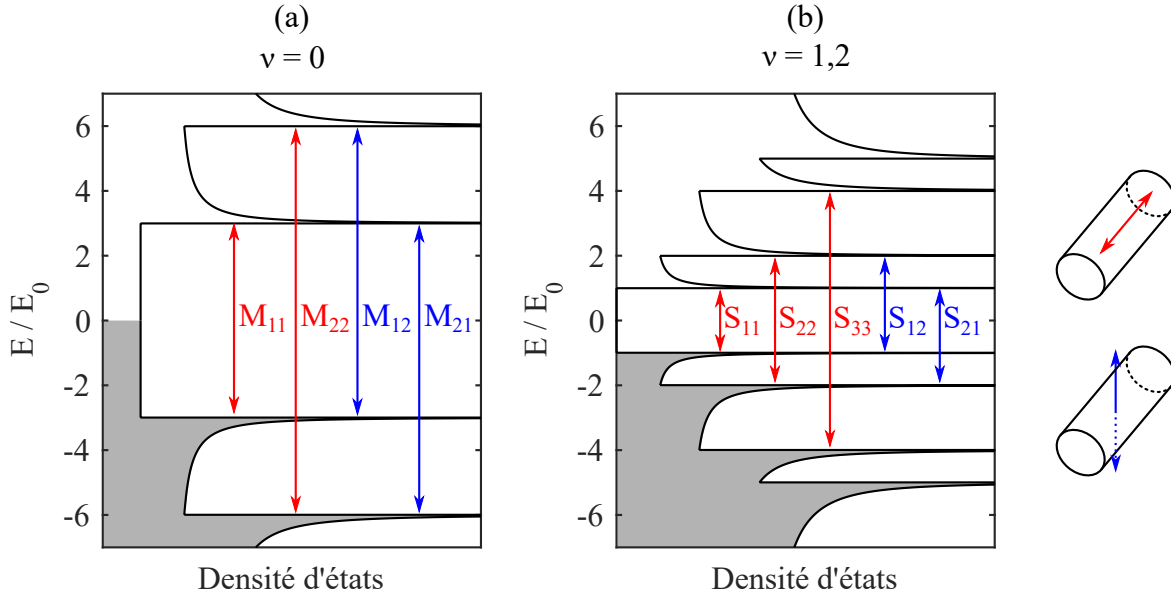 (a)
ν = 0
6
4
2
0
-2
-4
-6
E / E₀
M₁₁
M₂₂
M₁₂
M₂₁
Densité d'états
(b)
ν = 1,2
6
4
2
0
-2
-4
-6
E / E₀
S₁₁
S₂₂
S₃₃
S₁₂
S₂₁
Densité d'états